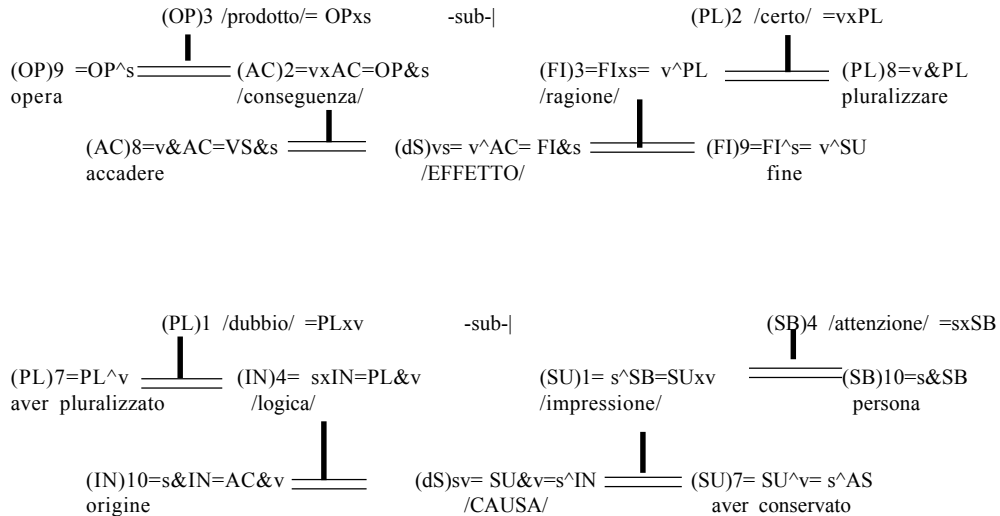 (OP)3 /prodotto/= OPxs -sub-| (PL)2 /certo/ =vxPL
(OP)9 =OP^s (AC)2=vxAC=OP&s (FI)3=FIxs= v^PL (PL)8=v&PL
opera /conseguenza/ /ragione/ pluralizzare
(AC)8=v&AC=VS&s (dS)vs= v^AC= FI&s (FI)9=FI^s= v^SU
accadere /EFFETTO/ fine
(PL)1 /dubbio/ =PLxv -sub-| (SB)4 /attenzione/ =sxSB
(PL)7=PL^v (IN)4= sxIN=PL&v (SU)1= s^SB=SUxv (SB)10=s&SB
aver pluralizzato /logica/ /impressione/ persona
(IN)10=s&IN=AC&v (dS)sv= SU&v=s^IN (SU)7= SU^v= s^AS
origine /CAUSA/ aver conservato